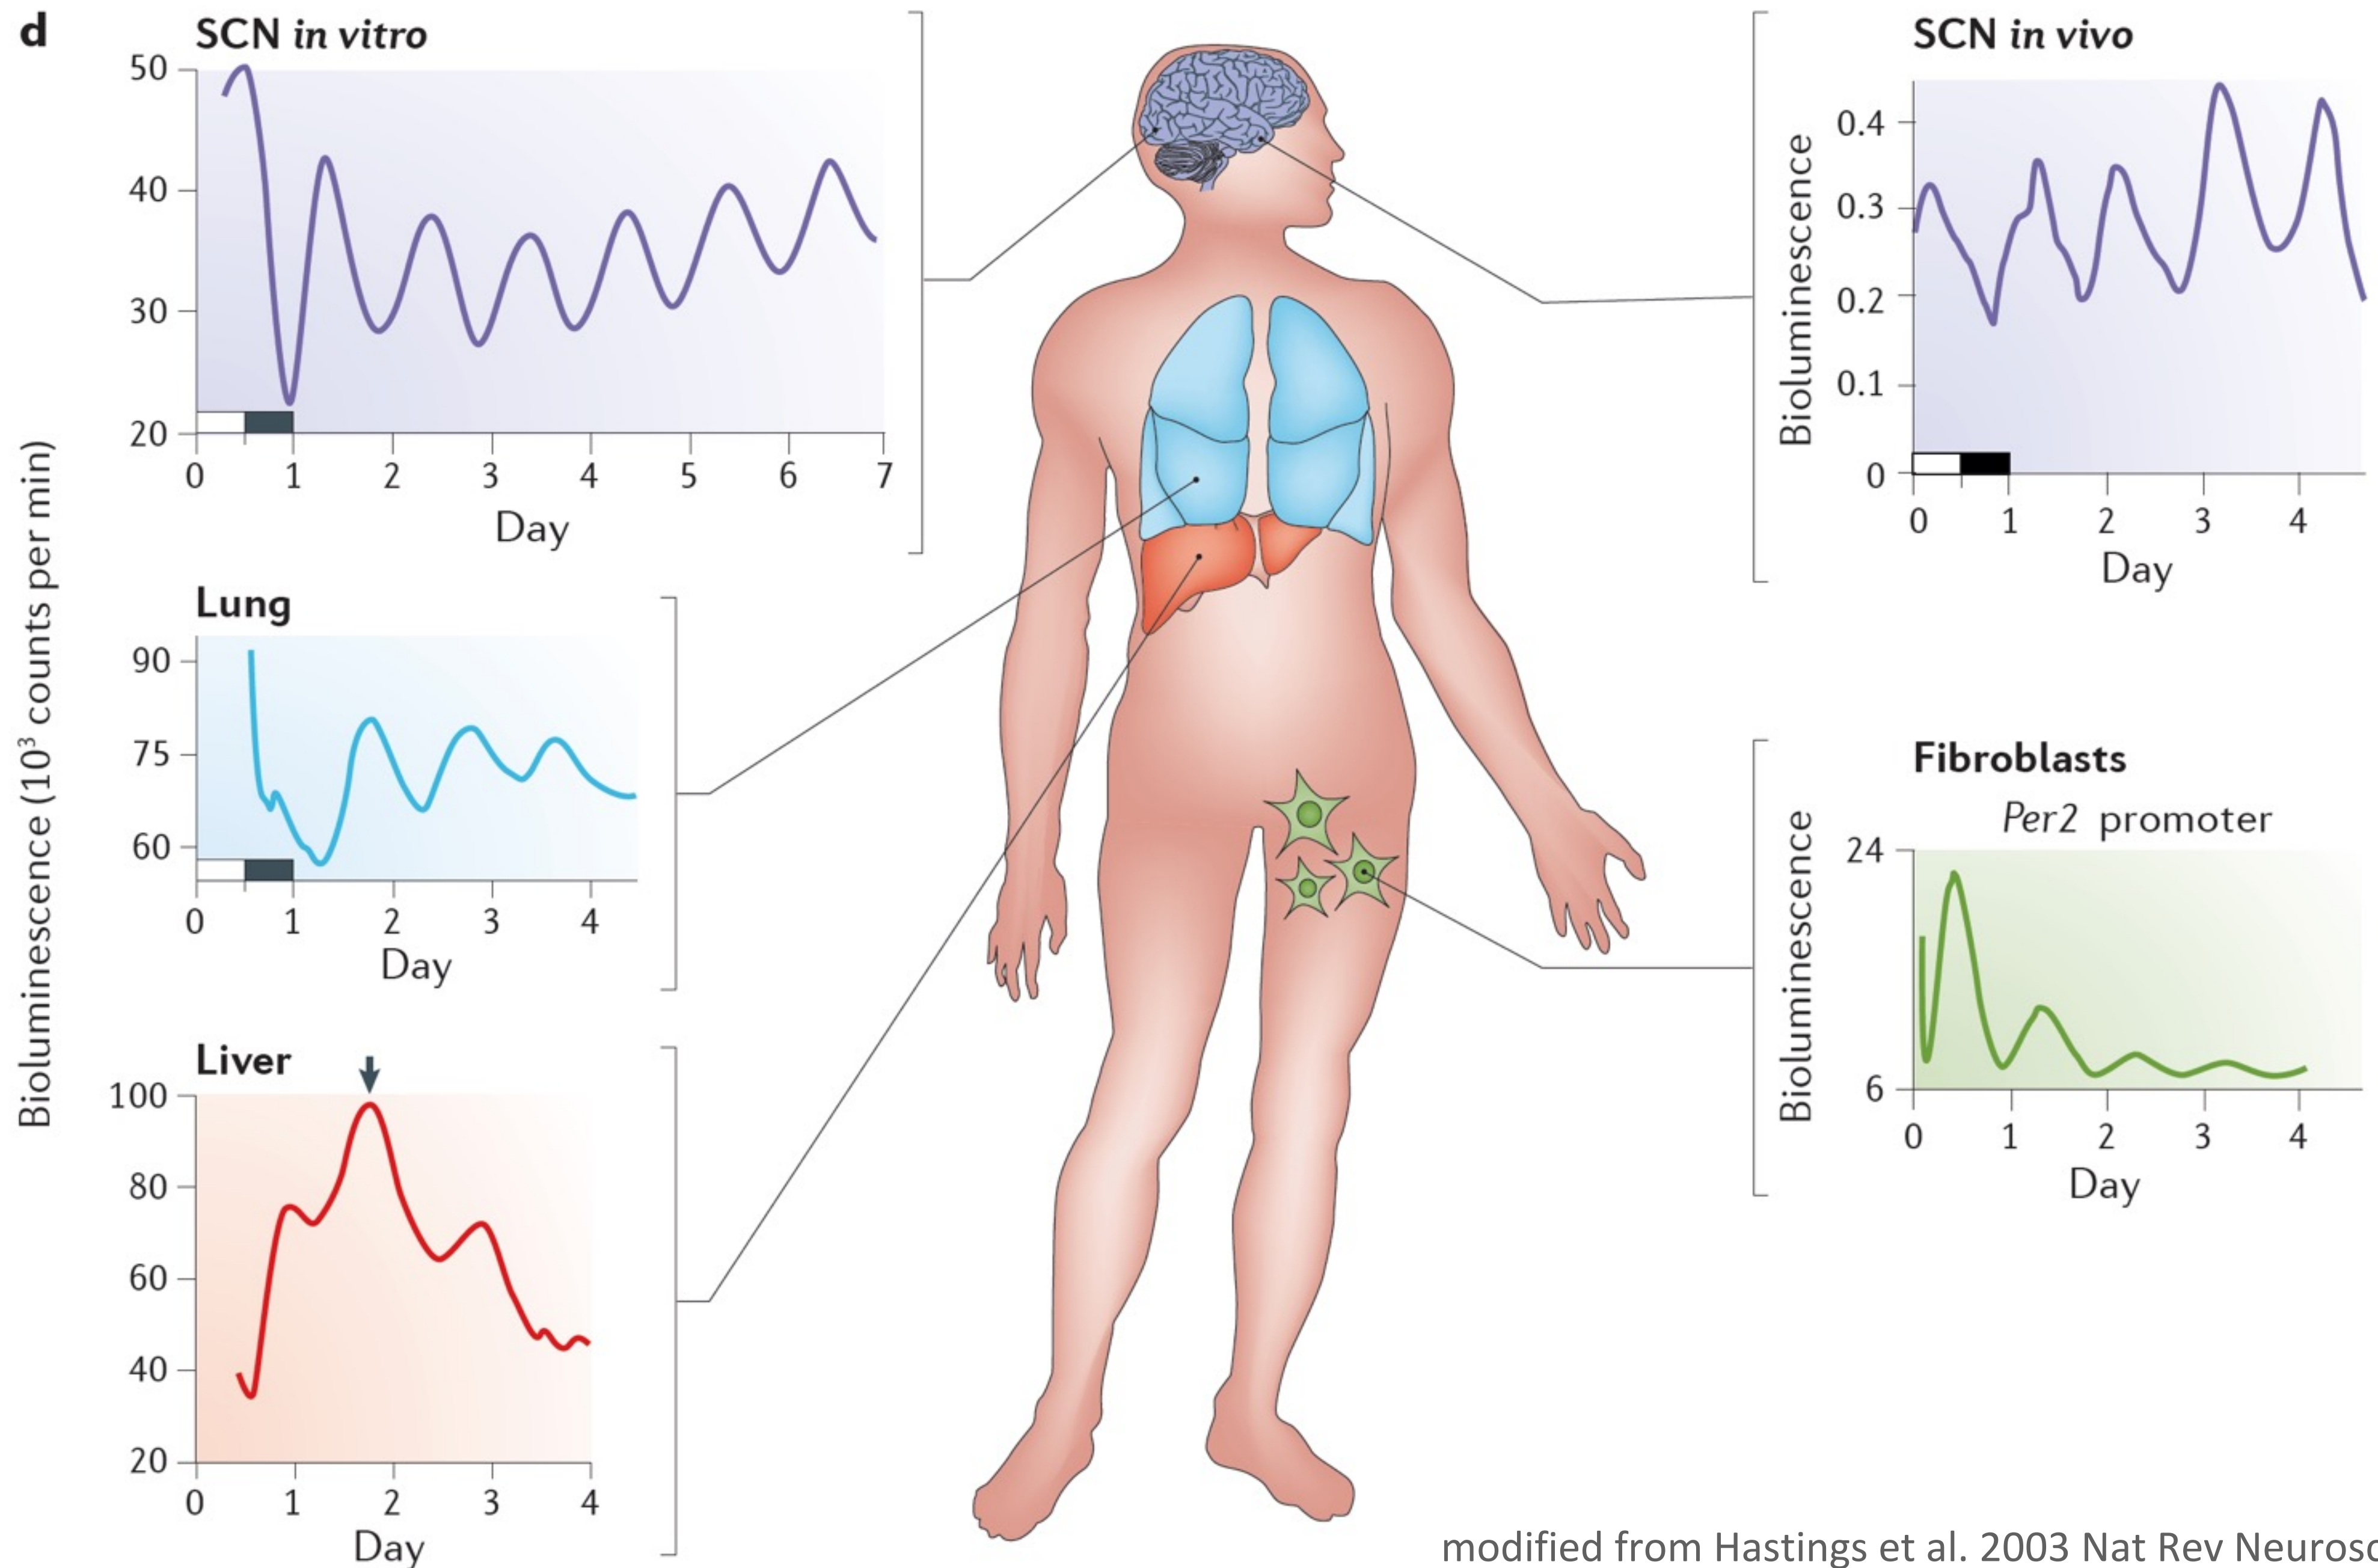 d
SCN in vitro
Bioluminescence (10³ counts per min)
50
40
30
20
0 1 2 3 4 5 6 7
Day
Lung
90
75
60
0 1 2 3 4
Day
Liver
100
80
60
40
20
0 1 2 3 4
Day
SCN in vivo
Bioluminescence
0.4
0.3
0.2
0.1
0
0 1 2 3 4
Day
Fibroblasts
Per2 promoter
Bioluminescence
24
6
0 1 2 3 4
Day
modified from Hastings et al. 2003 Nat Rev